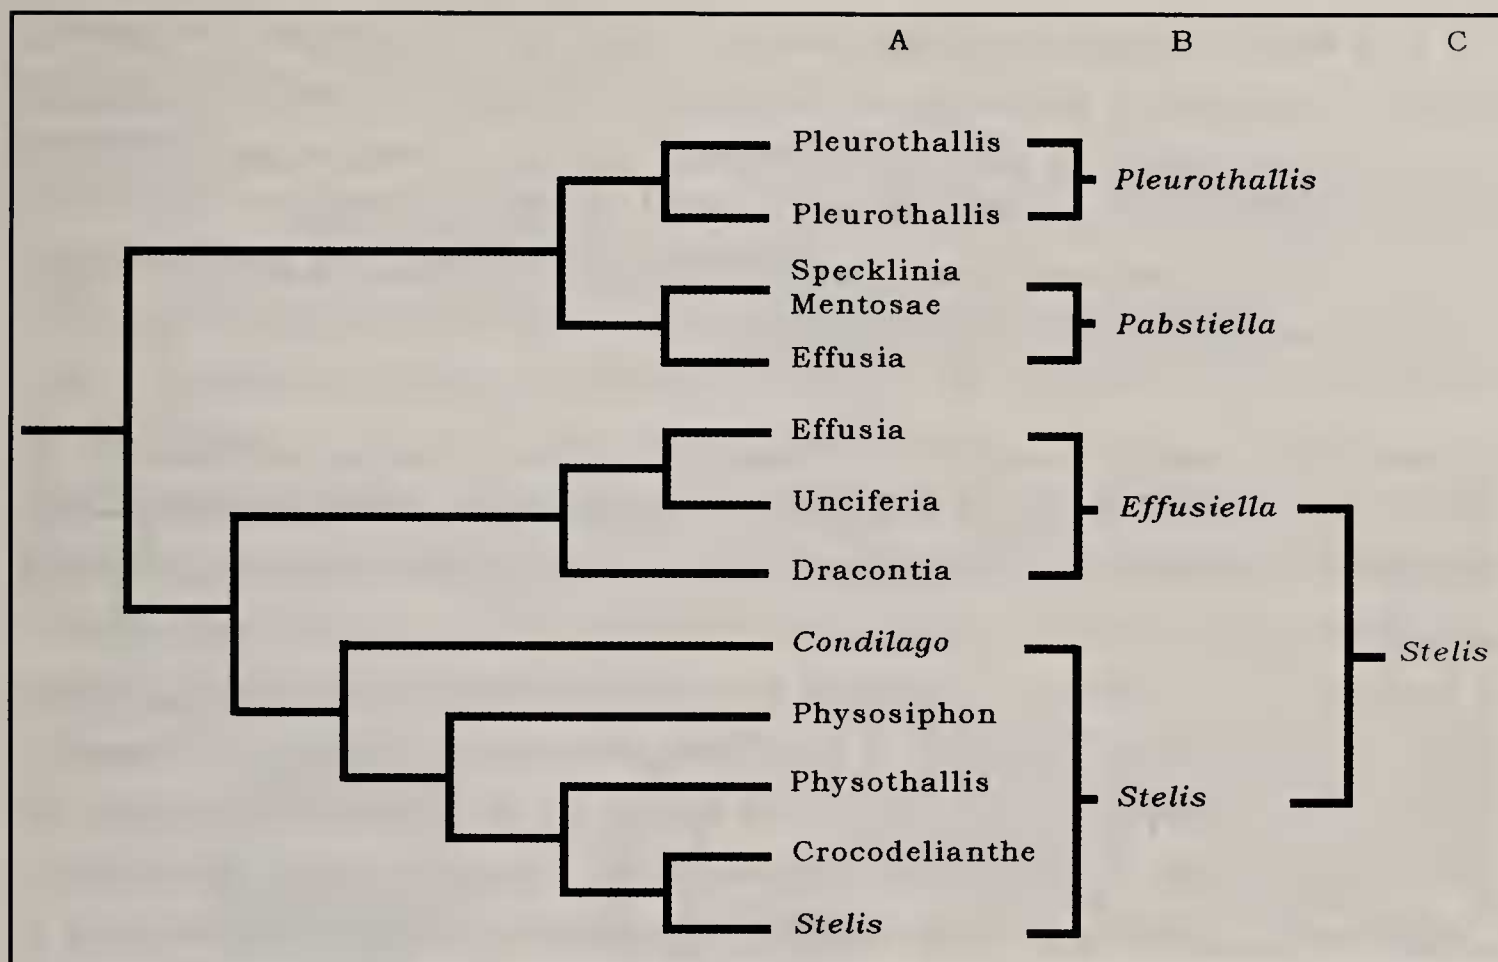 A B C
Pleurothallis
Pleurothallis
Pleurothallis
Specklinia
Mentosae
Pabstiella
Effusia
Effusia
Unciferia
Effusiella
Dracontia
Condilago
Stelis
Physosiphon
Physothallis
Stelis
Crocodelianthe
Stelis